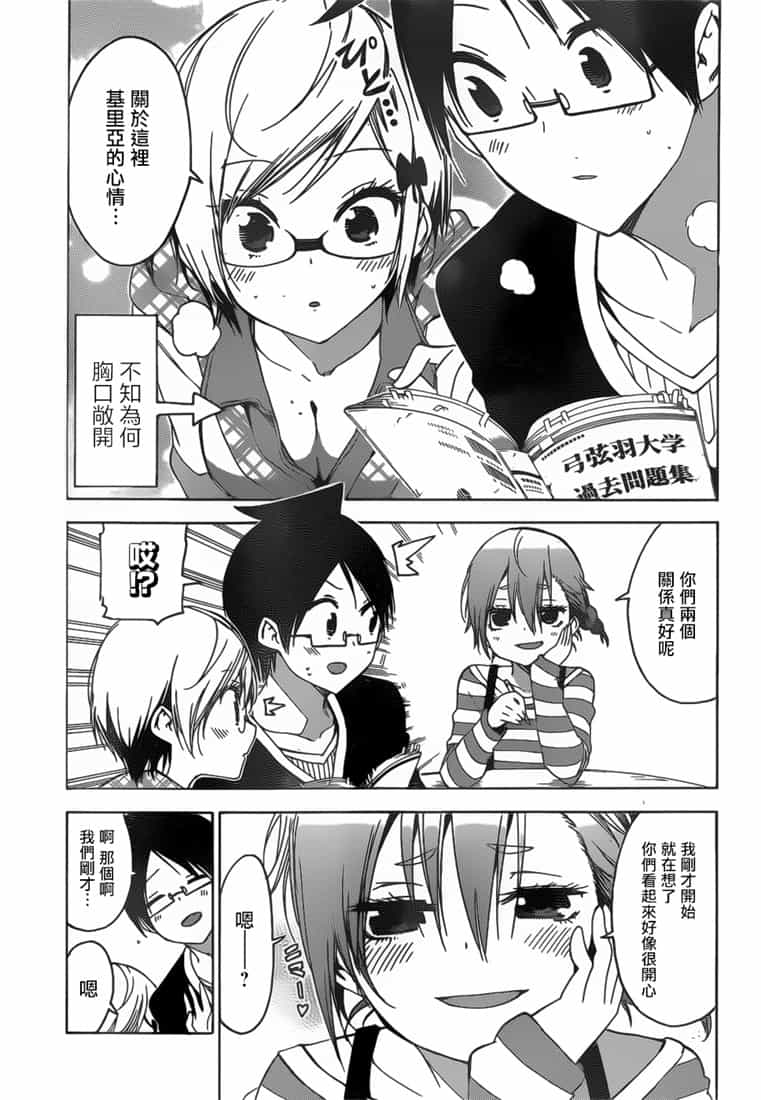 ぴと…!
關於這裡
基里亞的心情…
不知為何
胸口敞開
弓弦羽大学
過去問題集
你們兩個
關係真好呢
哎!?
我剛才開始
就在想了
你們看起來好像很開心
嗯——?
ニマー♡
啊 那個啊
我們剛才…
嗯